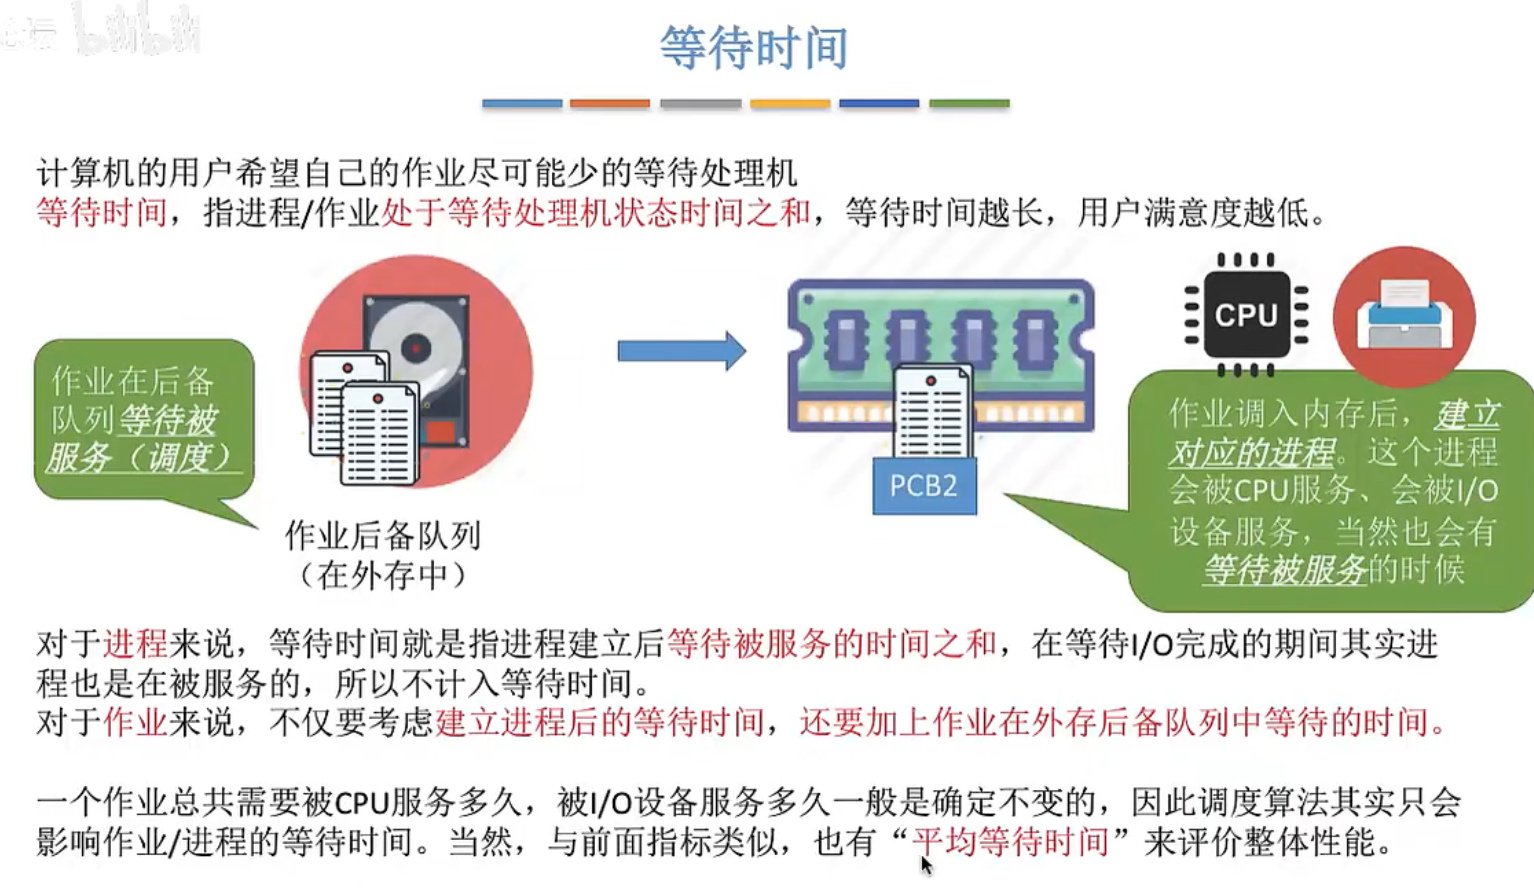 bilibili
等待时间
计算机的用户希望自己的作业尽可能少的等待处理机
等待时间，指进程/作业处于等待处理机状态时间之和，等待时间越长，用户满意度越低。
作业在后备
队列等待被
服务（调度）
作业后备队列
（在外存中）
PCB2
CPU
作业调入内存后，建立
对应的进程。这个进程
会被CPU服务、会被I/O
设备服务，当然也会有
等待被服务的时候
对于进程来说，等待时间就是指进程建立后等待被服务的时间之和，在等待I/O完成的期间其实进
程也是在被服务的，所以不计入等待时间。
对于作业来说，不仅要考虑建立进程后的等待时间，还要加上作业在外存后备队列中等待的时间。
一个作业总共需要被CPU服务多久，被I/O设备服务多久一般是确定不变的，因此调度算法其实只会
影响作业/进程的等待时间。当然，与前面指标类似，也有“平均等待时间”来评价整体性能。